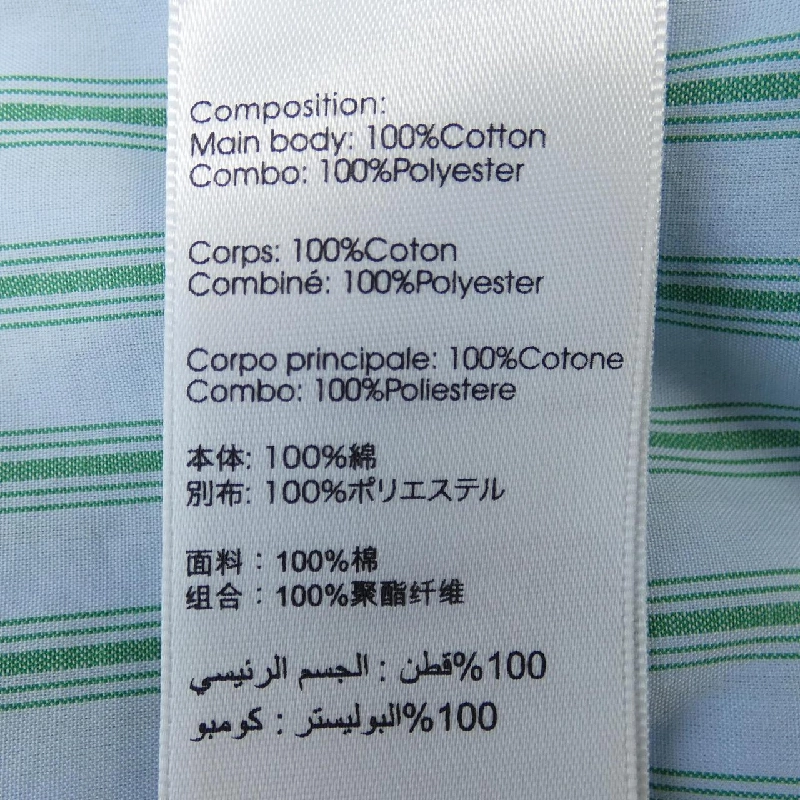 Composition:
Main body: 100%Cotton
Combo: 100%Polyester
Corps: 100%Coton
Combiné: 100%Polyester
Corpo principale: 100%Cotone
Combo: 100%Poliestere
本体: 100%綿
別布: 100%ポリエステル
面料：100%棉
组合：100%聚酯纤维
100%قطن : الجسم الرئيسي
100%البوليستر : كومبو